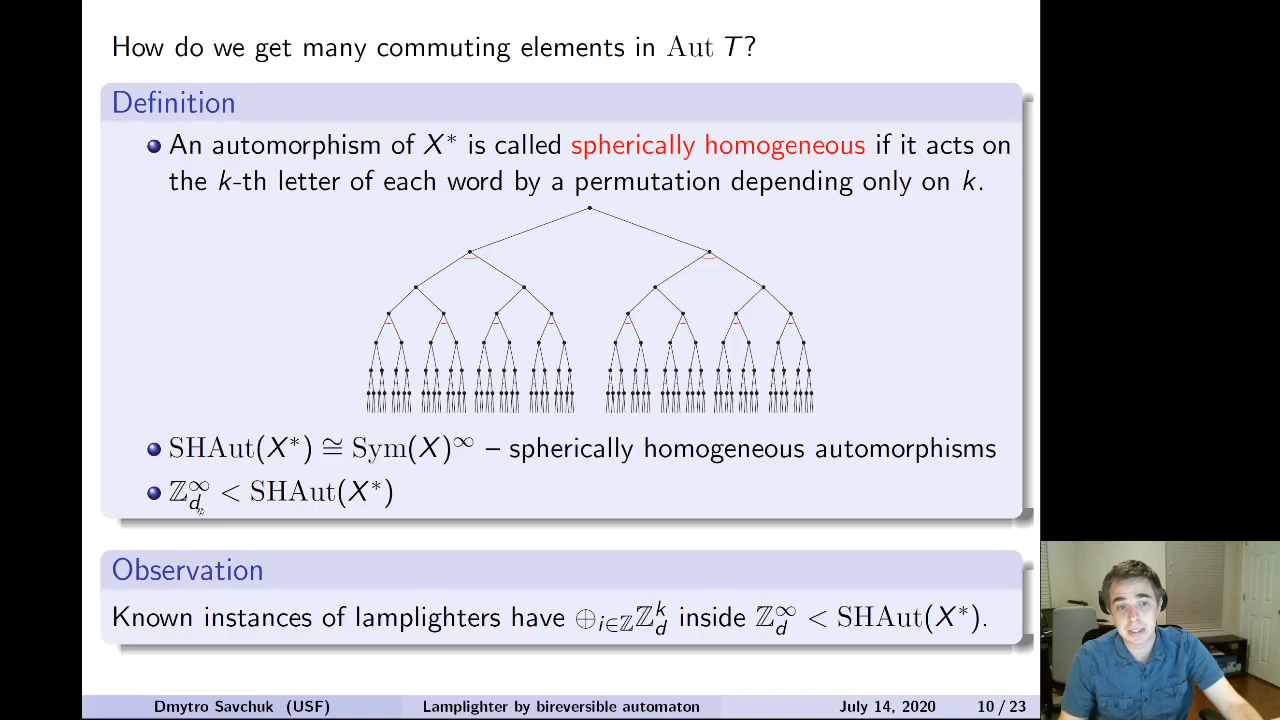 How do we get many commuting elements in Aut T?
Definition
An automorphism of X* is called spherically homogeneous if it acts on
the k-th letter of each word by a permutation depending only on k.
SHAut(X*) ≅ Sym(X)^∞ – spherically homogeneous automorphisms
ℤ_d^∞ < SHAut(X*)
Observation
Known instances of lamplighters have ⊕_{i∈ℤ} ℤ_d^k inside ℤ_d^∞ < SHAut(X*).
Dmytro Savchuk (USF) Lamplighter by bireversible automaton July 14, 2020 10 / 23